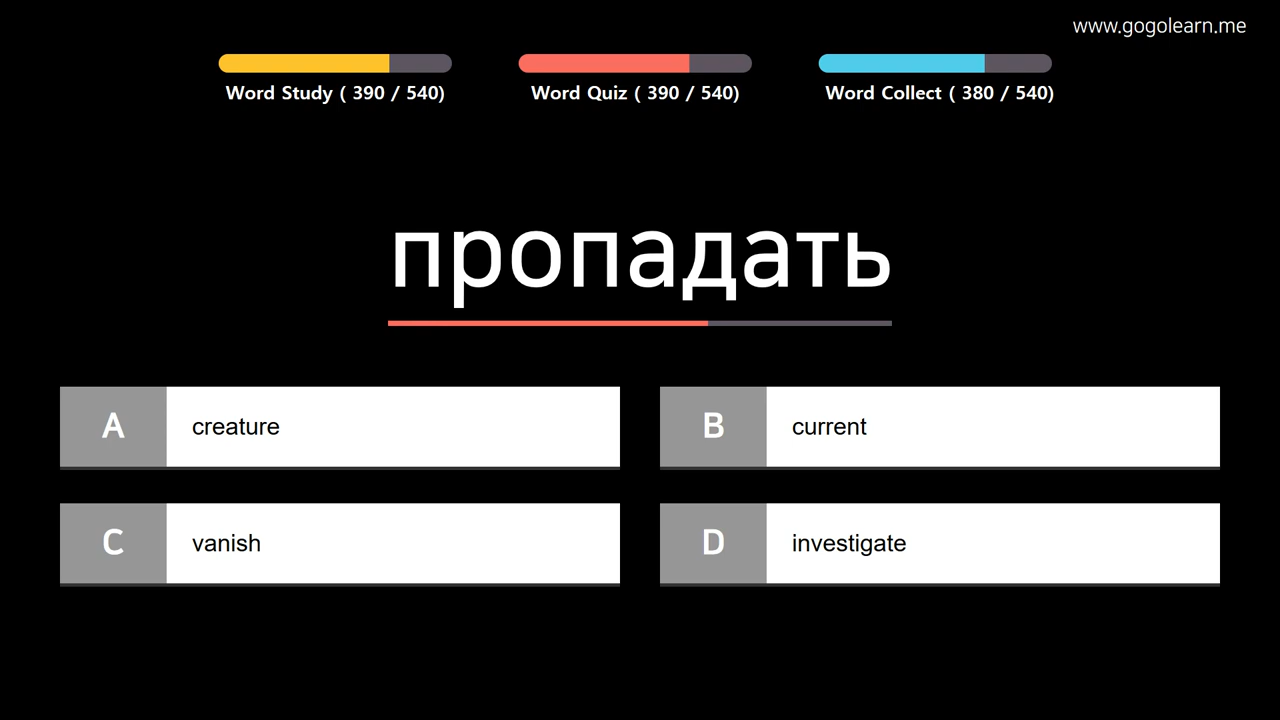 www.gogolearn.me
Word Study ( 390 / 540)
Word Quiz ( 390 / 540)
Word Collect ( 380 / 540)
пропадать
A creature
B current
C vanish
D investigate